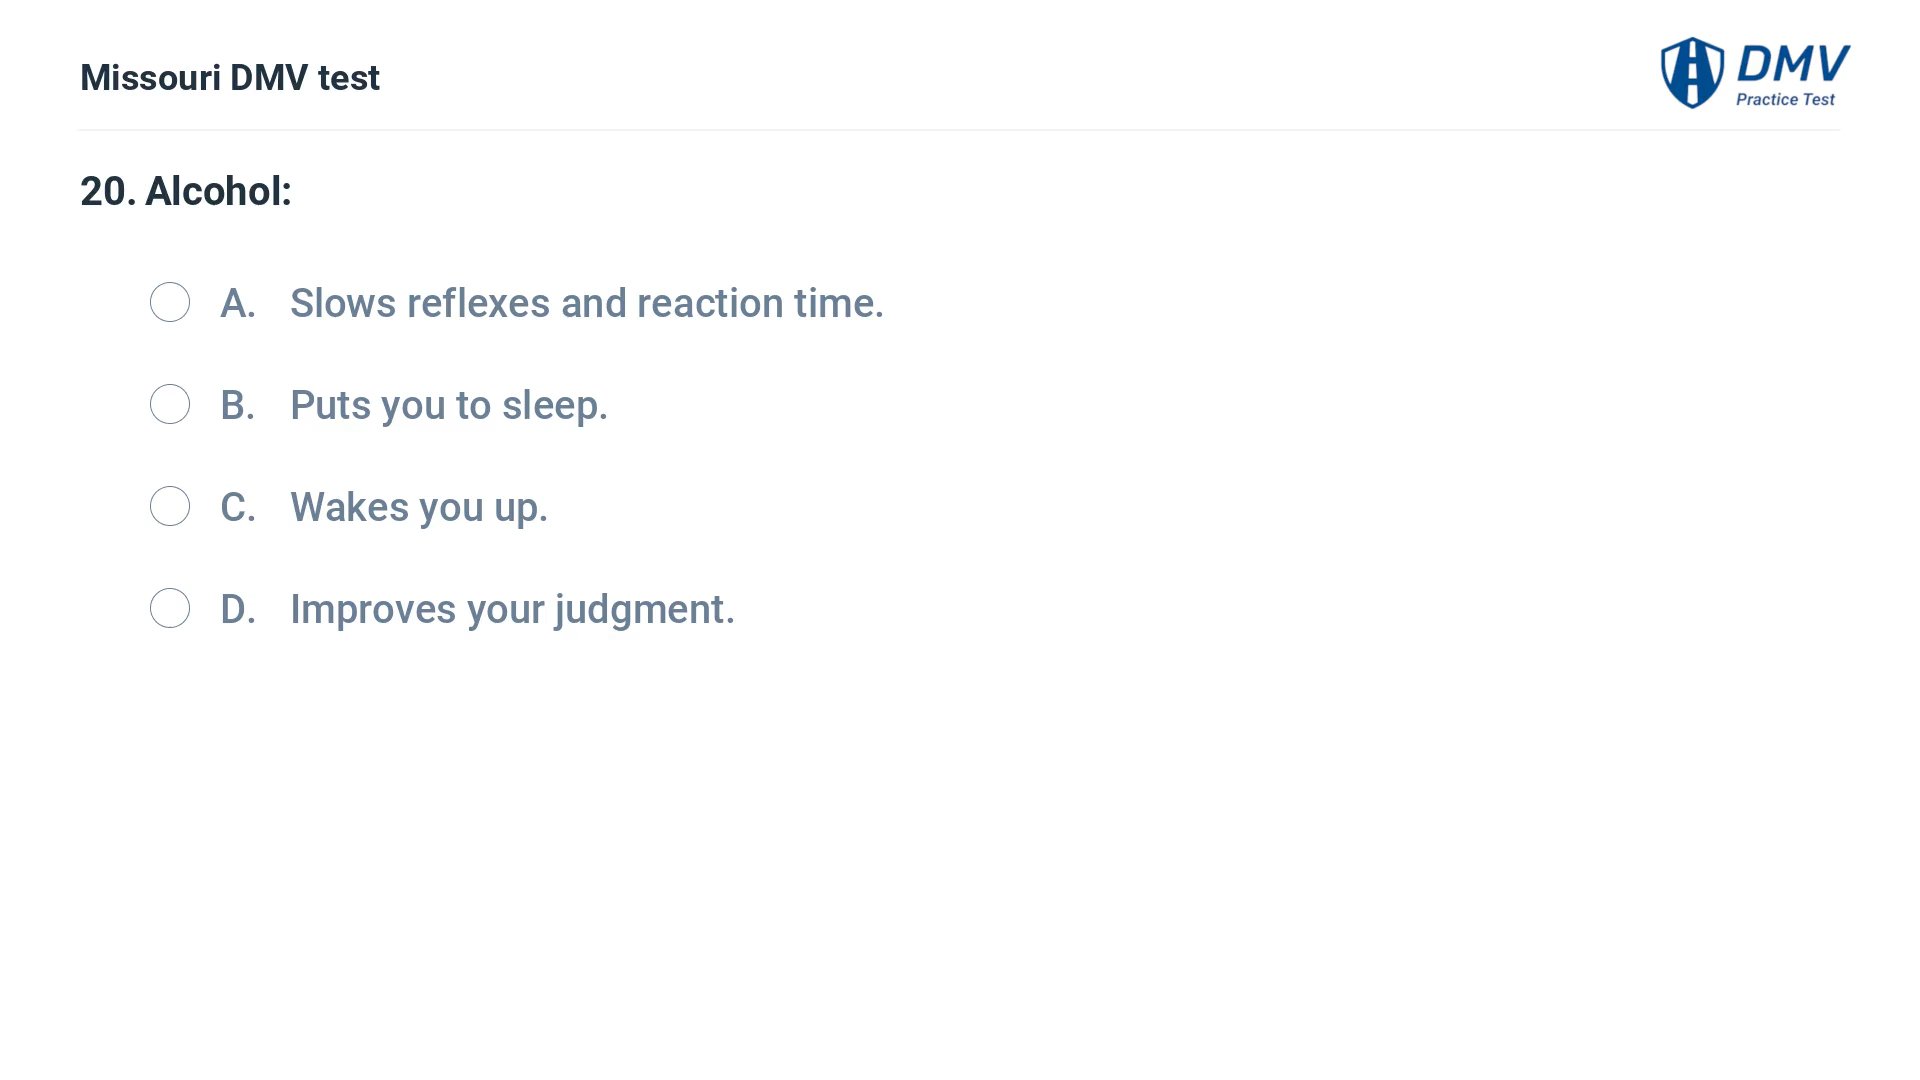 Missouri DMV test
DMV
Practice Test
20. Alcohol:
A. Slows reflexes and reaction time.
B. Puts you to sleep.
C. Wakes you up.
D. Improves your judgment.